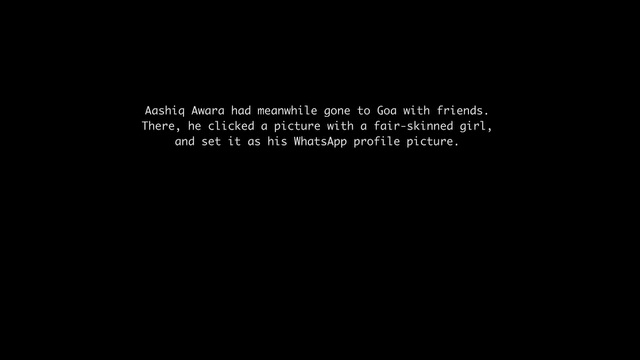 Aashiq Awara had meanwhile gone to Goa with friends.
There, he clicked a picture with a fair-skinned girl,
and set it as his WhatsApp profile picture.